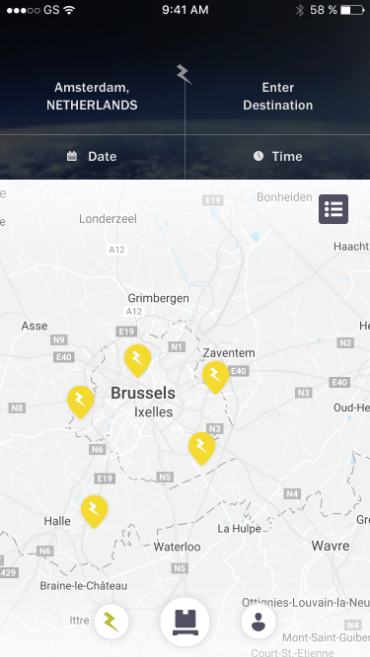 GS 9:41 AM 58 %
Amsterdam, Enter
NETHERLANDS Destination
Date Time
e E19 Bonheiden
e Londerzeel
A12 Haacht
Grimbergen
A12
Asse E19 He
N9 N1 N2
E40 Zaventem
E40 E40
Brussels N3
N8 Ixelles Oud-He
N3
N6
E19 N5
N4
Halle Gre
La Hulpe
N6 Waterloo Wavre
429 N5
Braine-le-Château
Ottignies-Louvain-la-Neu
Ittre N4
Mont-Saint-Guiber
Court-St.-Etienne